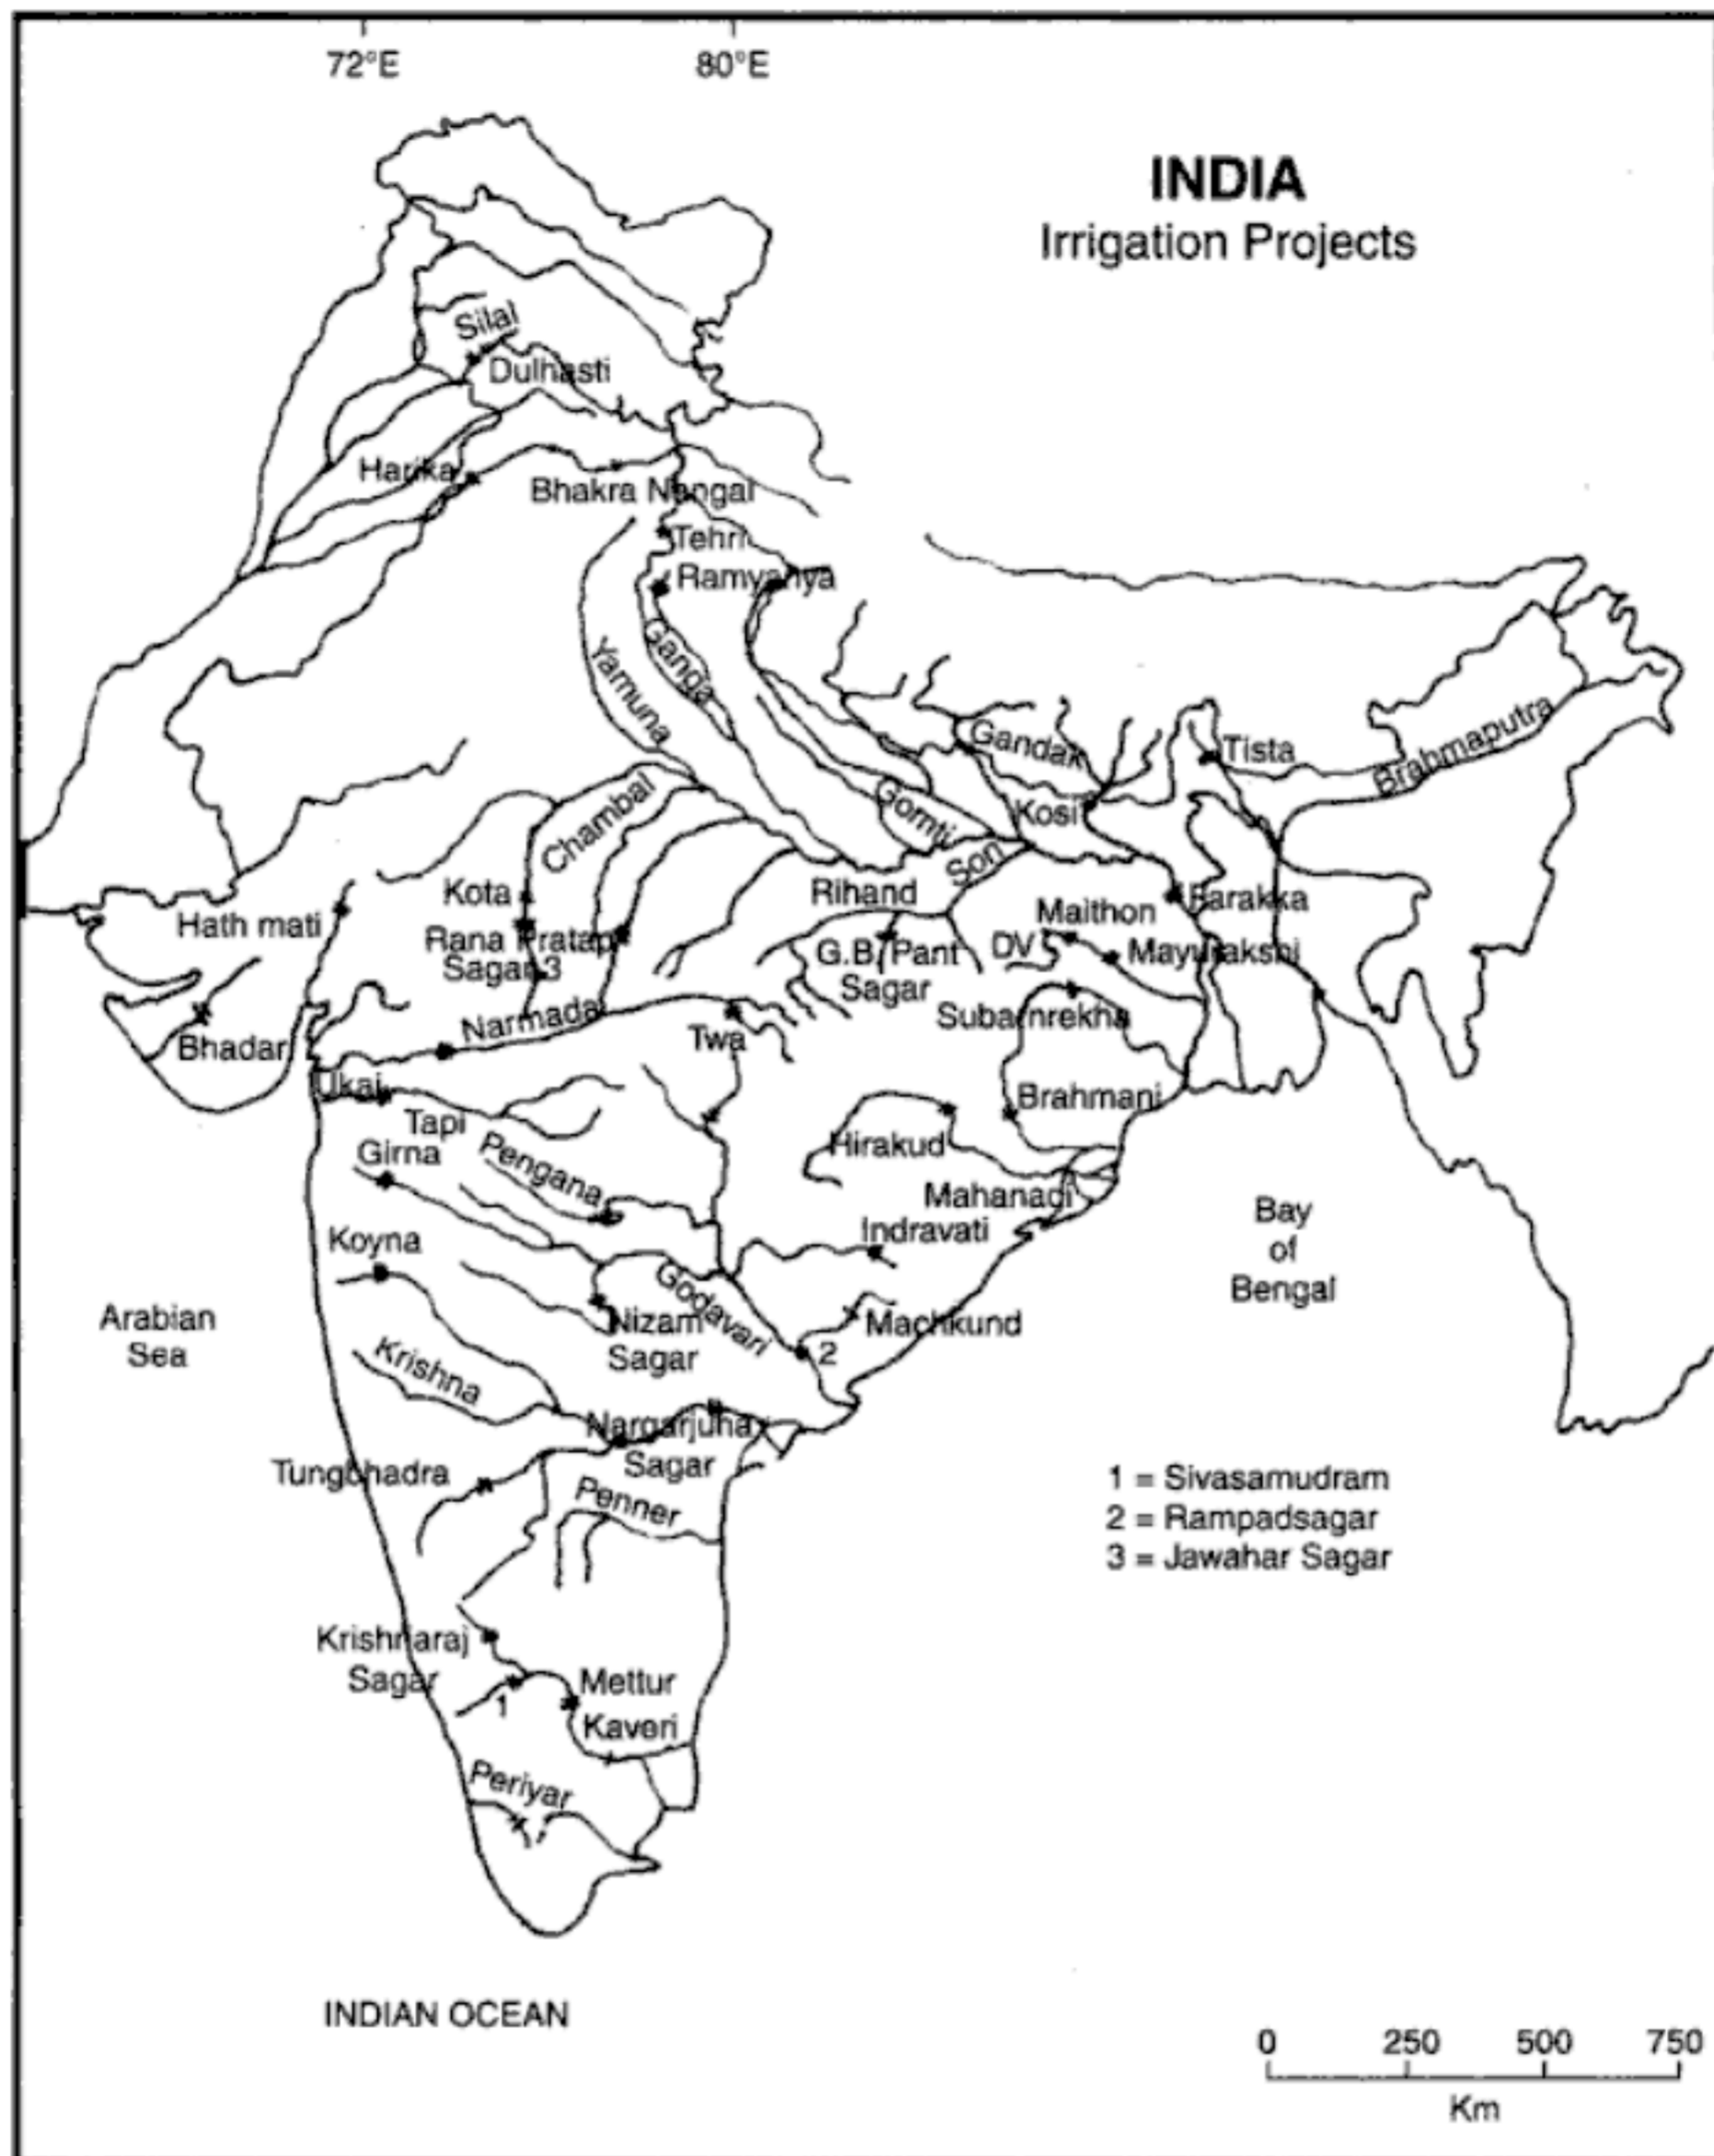 72°E
80°E
INDIA
Irrigation Projects
Silal
Dulhasti
Harika
Bhakra Nangal
Tehri
Ramyanya
Ganga
Yamuna
Gandak
Tista
Brahmaputra
Kosi
Gomti
Chambal
Son
Kota
Rihand
Farakka
Hath mati
Maithon
Rana Pratap
Sagar 3
G.B. Pant
Sagar
DV
Mayurakshi
Narmada
Subarnrekha
Twa
Bhadar
Ukai
Brahmani
Tapi
Hirakud
Girna
Pengana
Mahanadi
Indravati
Koyna
Bay
of
Bengal
Godavari
Arabian
Sea
Nizam
Sagar
Machkund
2
Krishna
Nargarjuna
Sagar
Tungbhadra
Penner
1 = Sivasamudram
2 = Rampadsagar
3 = Jawahar Sagar
Krishnaraj
Sagar
1
Mettur
Kaveri
Periyar
INDIAN OCEAN
0 250 500 750
Km